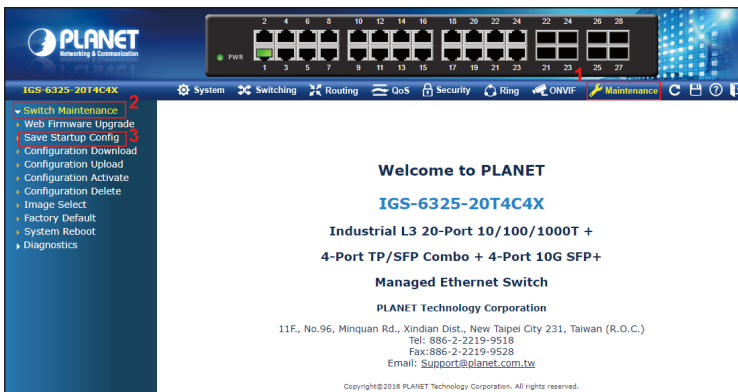 PLANET
Networking & Communication
2 4 6 8 10 12 14 16 18 20 22 24 22 24 26 28
PWR
1 3 5 7 9 11 13 15 17 19 21 23 21 23 25 27
1
IGS-6325-20T4C4X
System Switching Routing QoS Security Ring ONVIF Maintenance
Switch Maintenance 2
Web Firmware Upgrade
Save Startup Config 3
Configuration Download
Configuration Upload
Configuration Activate
Configuration Delete
Image Select
Factory Default
System Reboot
Diagnostics
Welcome to PLANET
IGS-6325-20T4C4X
Industrial L3 20-Port 10/100/1000T +
4-Port TP/SFP Combo + 4-Port 10G SFP+
Managed Ethernet Switch
PLANET Technology Corporation
11F., No.96, Minquan Rd., Xindian Dist., New Taipei City 231, Taiwan (R.O.C.)
Tel: 886-2-2219-9518
Fax:886-2-2219-9528
Email: Support@planet.com.tw
Copyright©2018 PLANET Technology Corporation. All rights reserved.